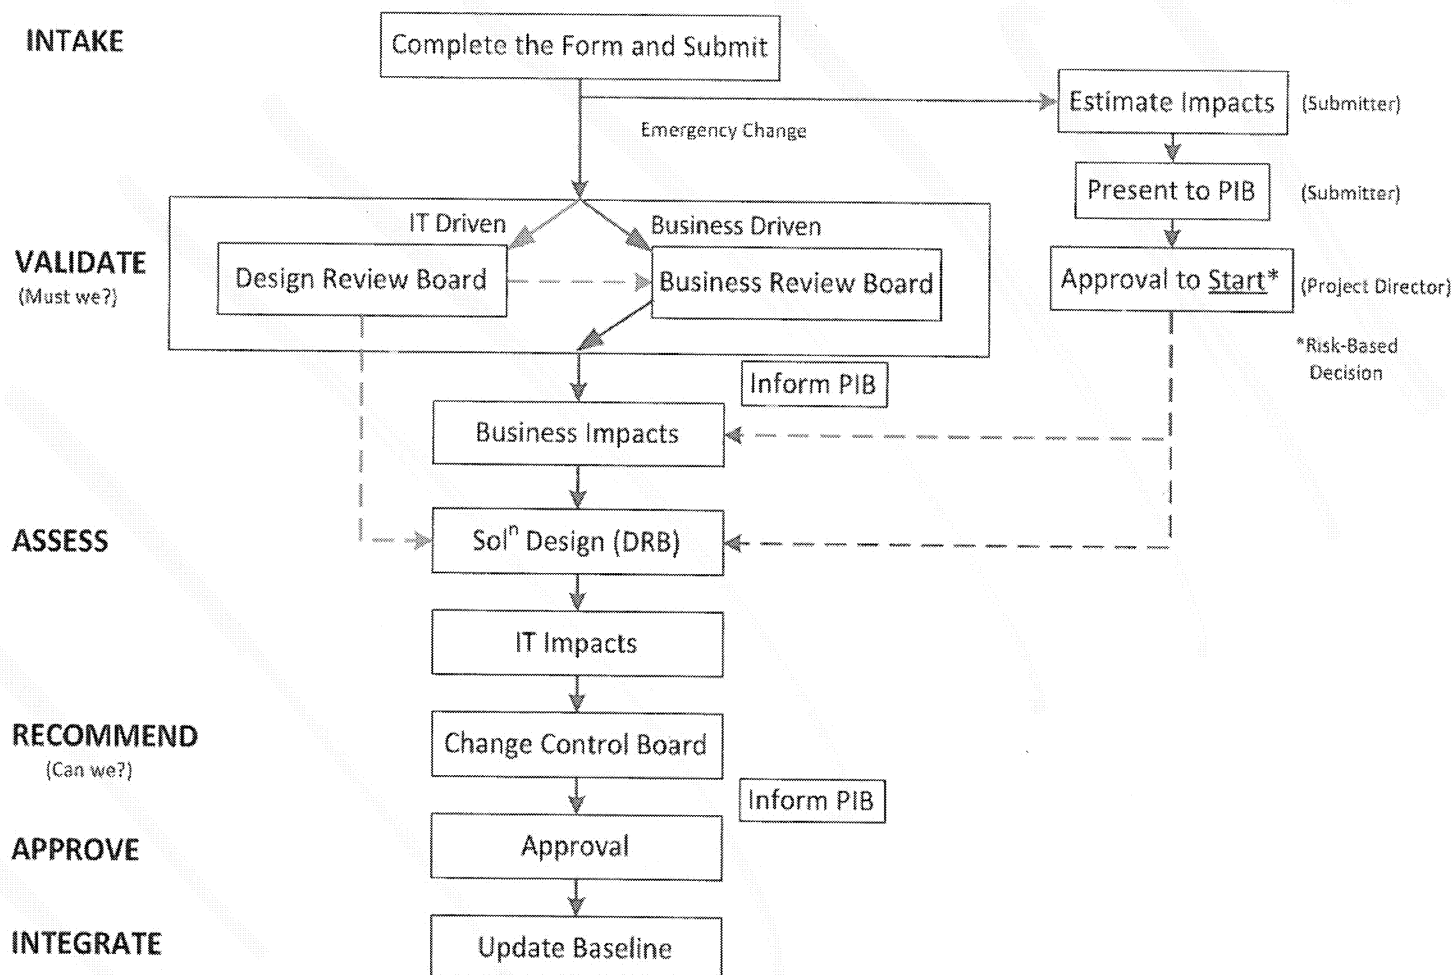 INTAKE
Complete the Form and Submit
Estimate Impacts (Submitter)
Emergency Change
Present to PIB (Submitter)
IT Driven
Business Driven
VALIDATE
(Must we?)
Design Review Board
Business Review Board
Approval to Start* (Project Director)
*Risk-Based
Decision
Inform PIB
Business Impacts
ASSESS
Solⁿ Design (DRB)
IT Impacts
RECOMMEND
(Can we?)
Change Control Board
Inform PIB
APPROVE
Approval
INTEGRATE
Update Baseline